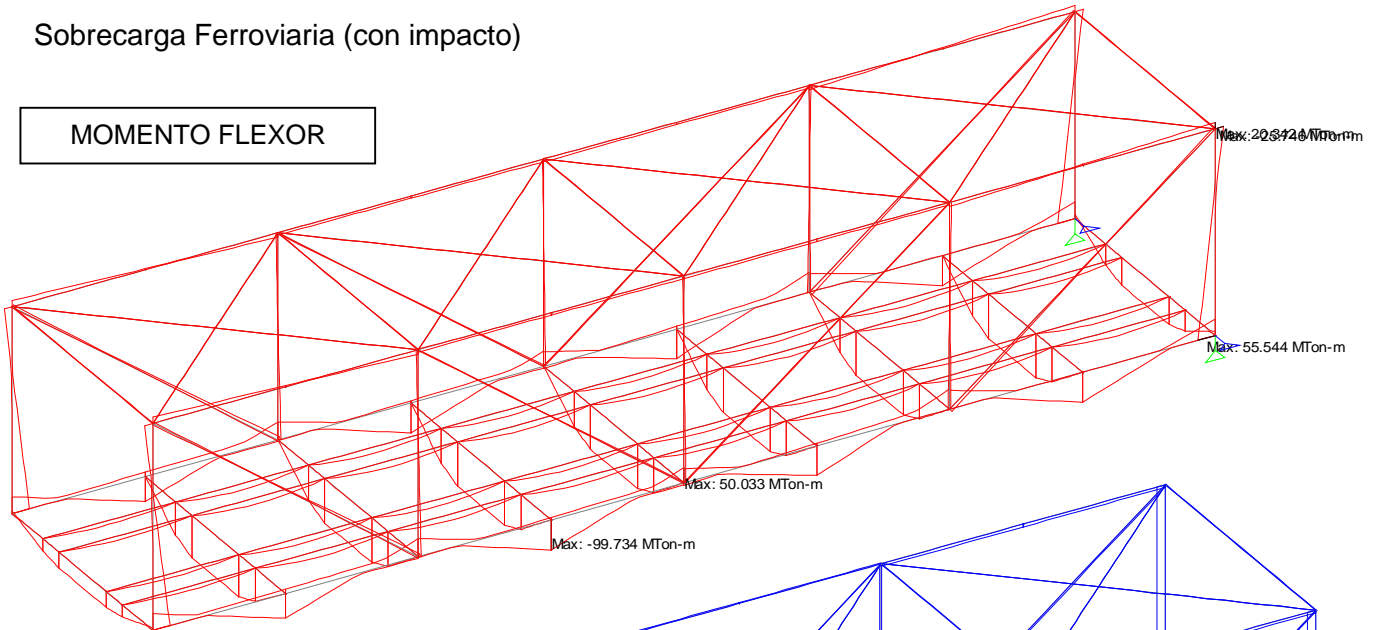 Sobrecarga Ferroviaria (con impacto)
MOMENTO FLEXOR
Max: 55.544 MTon-m
Max: 50.033 MTon-m
Max: -99.734 MTon-m